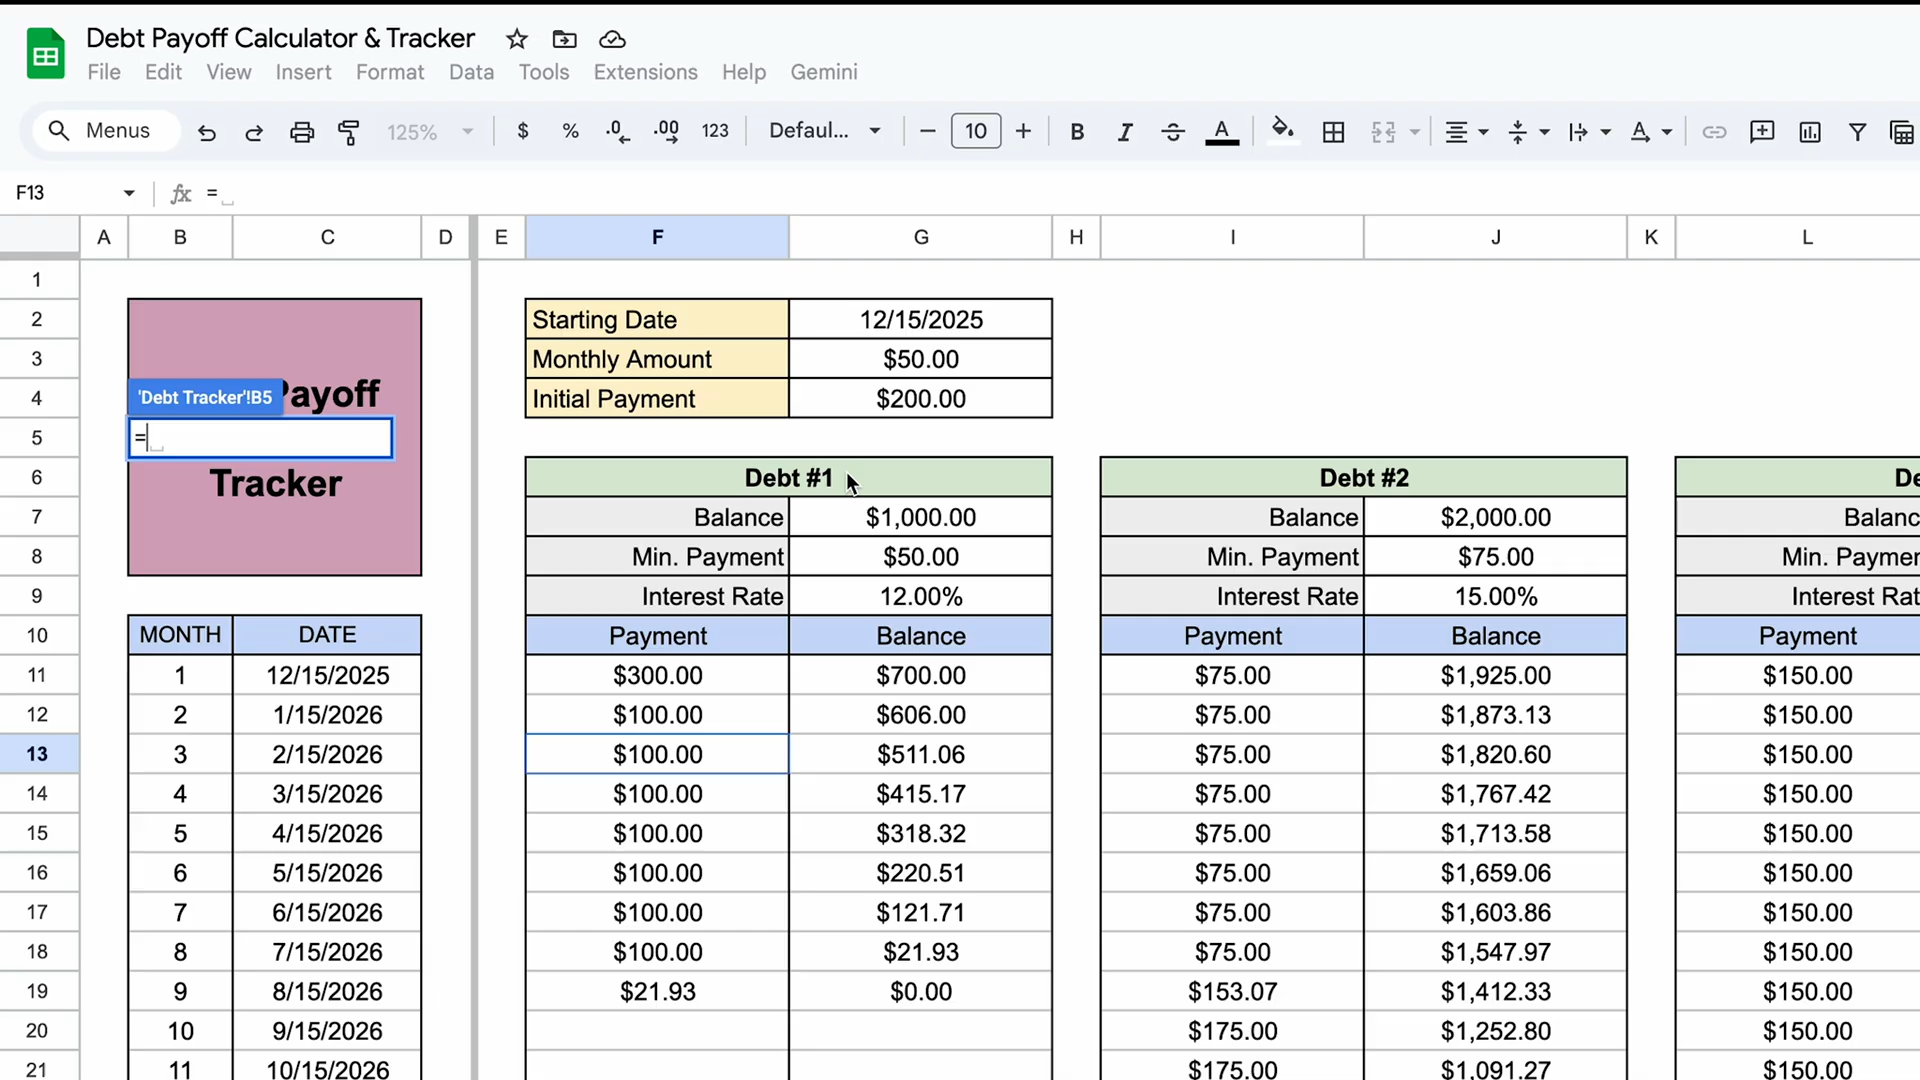 Debt Payoff Calculator & Tracker
File Edit View Insert Format Data Tools Extensions Help Gemini
Menus 125% $ % .0 .00 123 Defaul... 10 B I A A
F13 fx =
A B C D E F G H I J K L
1
2 Starting Date 12/15/2025
3 Monthly Amount $50.00
4 'Debt Tracker'!B5 Payoff Initial Payment $200.00
5 =
6 Tracker Debt #1 Debt #2 De
7 Balance $1,000.00 Balance $2,000.00 Balanc
8 Min. Payment $50.00 Min. Payment $75.00 Min. Paymen
9 Interest Rate 12.00% Interest Rate 15.00% Interest Rat
10 MONTH DATE Payment Balance Payment Balance Payment
11 1 12/15/2025 $300.00 $700.00 $75.00 $1,925.00 $150.00
12 2 1/15/2026 $100.00 $606.00 $75.00 $1,873.13 $150.00
13 3 2/15/2026 $100.00 $511.06 $75.00 $1,820.60 $150.00
14 4 3/15/2026 $100.00 $415.17 $75.00 $1,767.42 $150.00
15 5 4/15/2026 $100.00 $318.32 $75.00 $1,713.58 $150.00
16 6 5/15/2026 $100.00 $220.51 $75.00 $1,659.06 $150.00
17 7 6/15/2026 $100.00 $121.71 $75.00 $1,603.86 $150.00
18 8 7/15/2026 $100.00 $21.93 $75.00 $1,547.97 $150.00
19 9 8/15/2026 $21.93 $0.00 $153.07 $1,412.33 $150.00
20 10 9/15/2026 $175.00 $1,252.80 $150.00
21 11 10/15/2026 $175.00 $1,091.27 $150.00